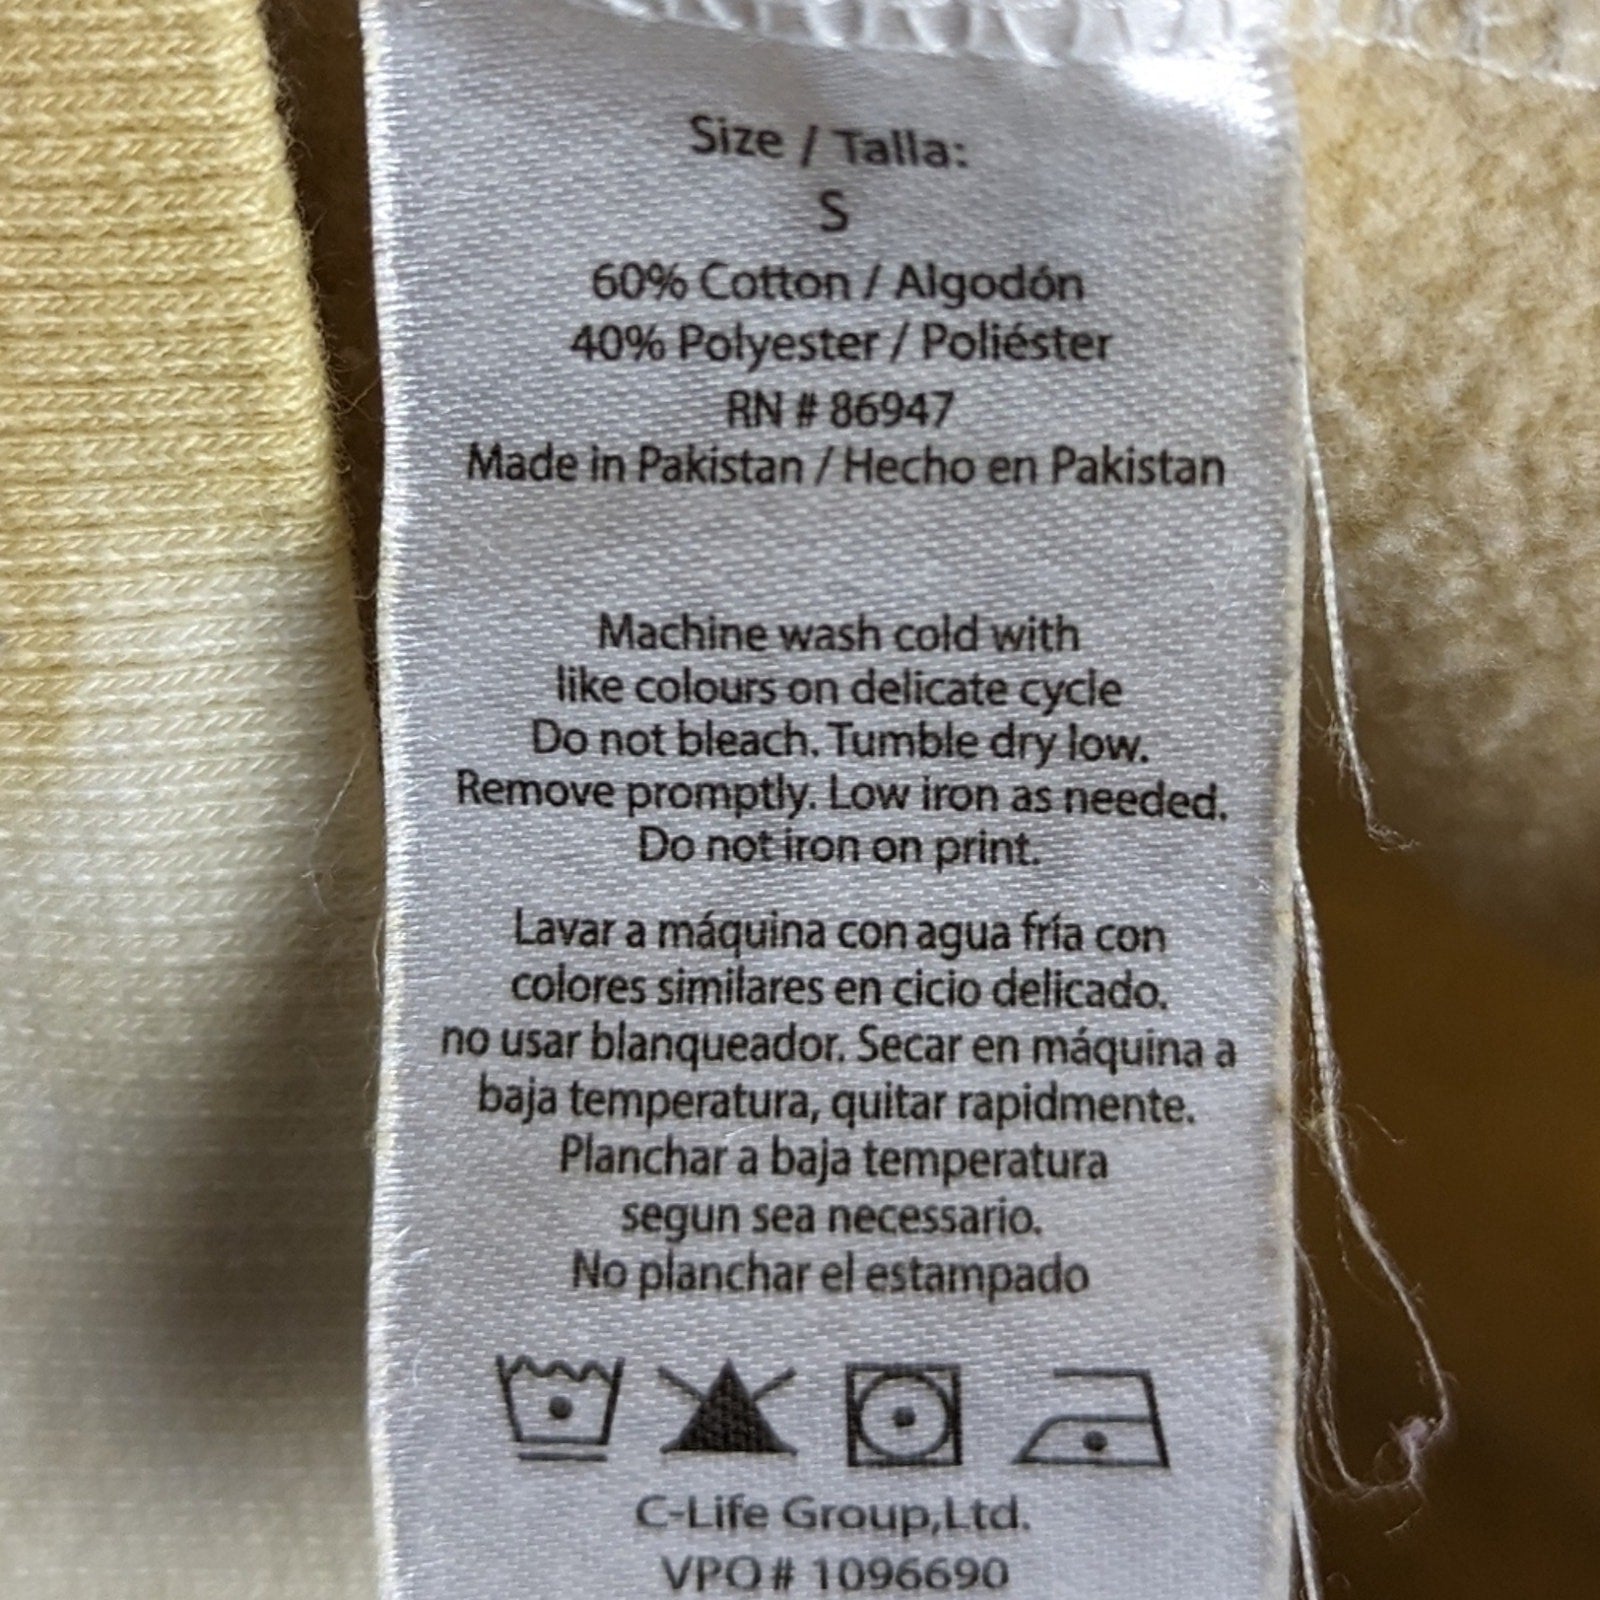 Size / Talla:
S
60% Cotton / Algodón
40% Polyester / Poliéster
RN # 86947
Made in Pakistan / Hecho en Pakistan
Machine wash cold with
like colours on delicate cycle
Do not bleach. Tumble dry low.
Remove promptly. Low iron as needed.
Do not iron on print.
Lavar a máquina con agua fría con
colores similares en cicio delicado.
no usar blanqueador. Secar en máquina a
baja temperatura, quitar rapidmente.
Planchar a baja temperatura
segun sea necessario.
No planchar el estampado
C-Life Group,Ltd.
VPO# 1096690